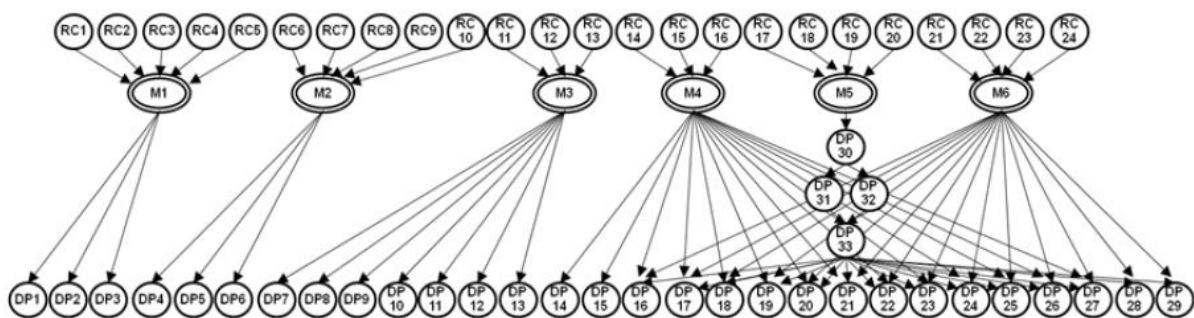 RC1 RC2 RC3 RC4 RC5 RC6 RC7 RC8 RC9 RC 10 RC 11 RC 12 RC 13 RC 14 RC 15 RC 16 RC 17 RC 18 RC 19 RC 20 RC 21 RC 22 RC 23 RC 24
M1 M2 M3 M4 M5 M6
DP 30
DP 31 DP 32
DP 33
DP1 DP2 DP3 DP4 DP5 DP6 DP7 DP8 DP9 DP 10 DP 11 DP 12 DP 13 DP 14 DP 15 DP 16 DP 17 DP 18 DP 19 DP 20 DP 21 DP 22 DP 23 DP 24 DP 25 DP 26 DP 27 DP 28 DP 29